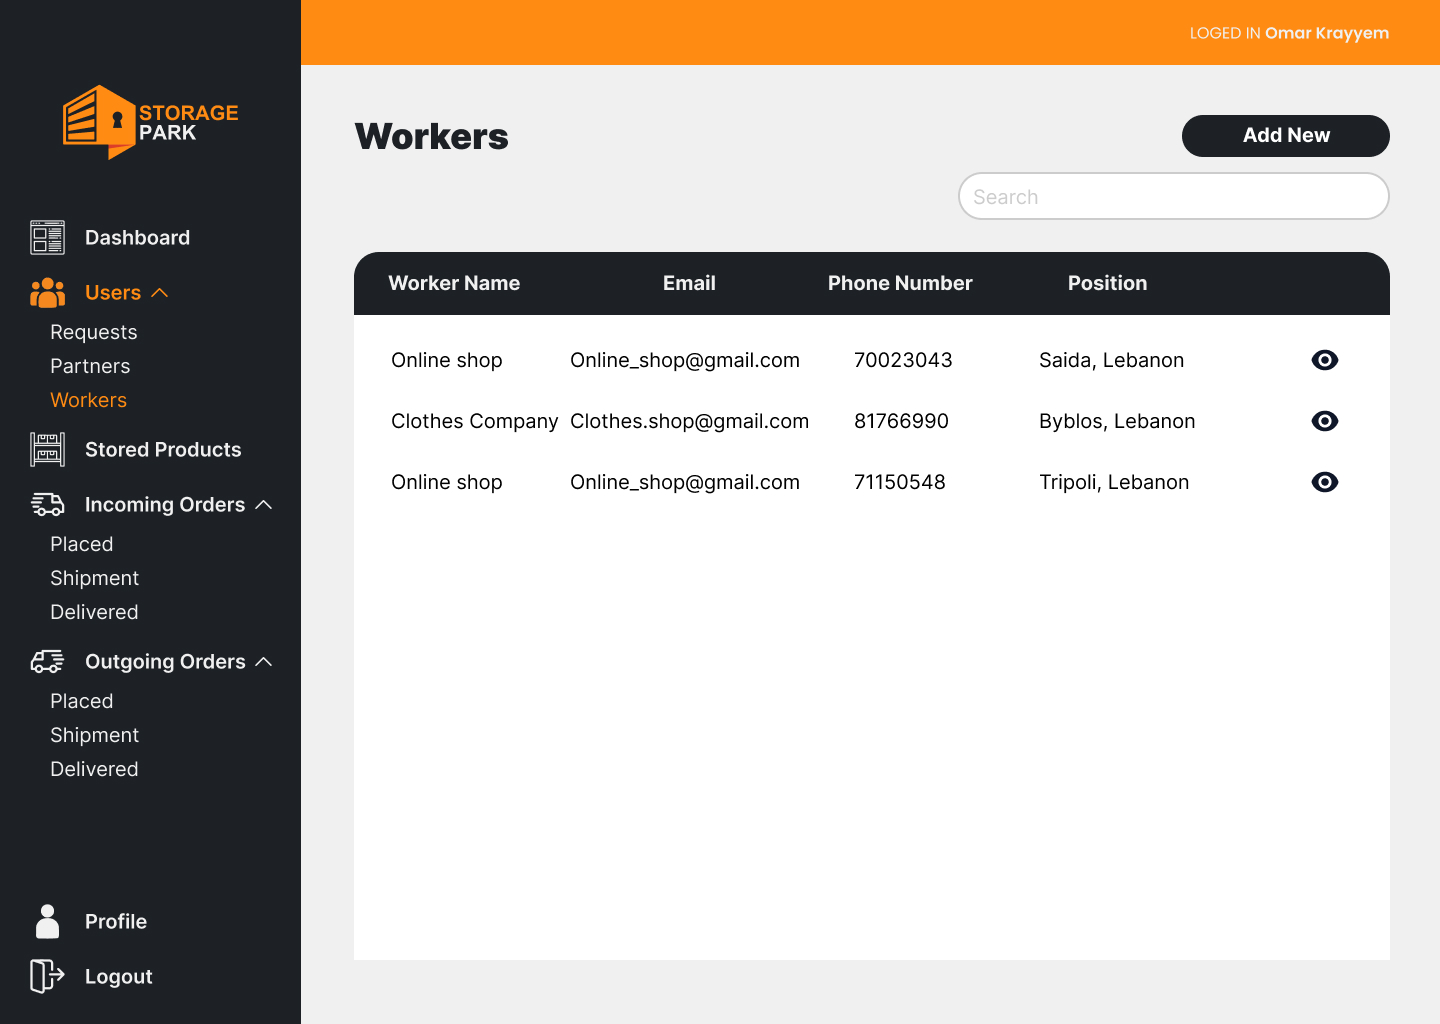 LOGED IN Omar Krayyem
STORAGE
PARK
Dashboard
Users
Requests
Partners
Workers
Stored Products
Incoming Orders
Placed
Shipment
Delivered
Outgoing Orders
Placed
Shipment
Delivered
Profile
Logout
Workers
Add New
Search
Worker Name Email Phone Number Position
Online shop Online_shop@gmail.com 70023043 Saida, Lebanon
Clothes Company Clothes.shop@gmail.com 81766990 Byblos, Lebanon
Online shop Online_shop@gmail.com 71150548 Tripoli, Lebanon